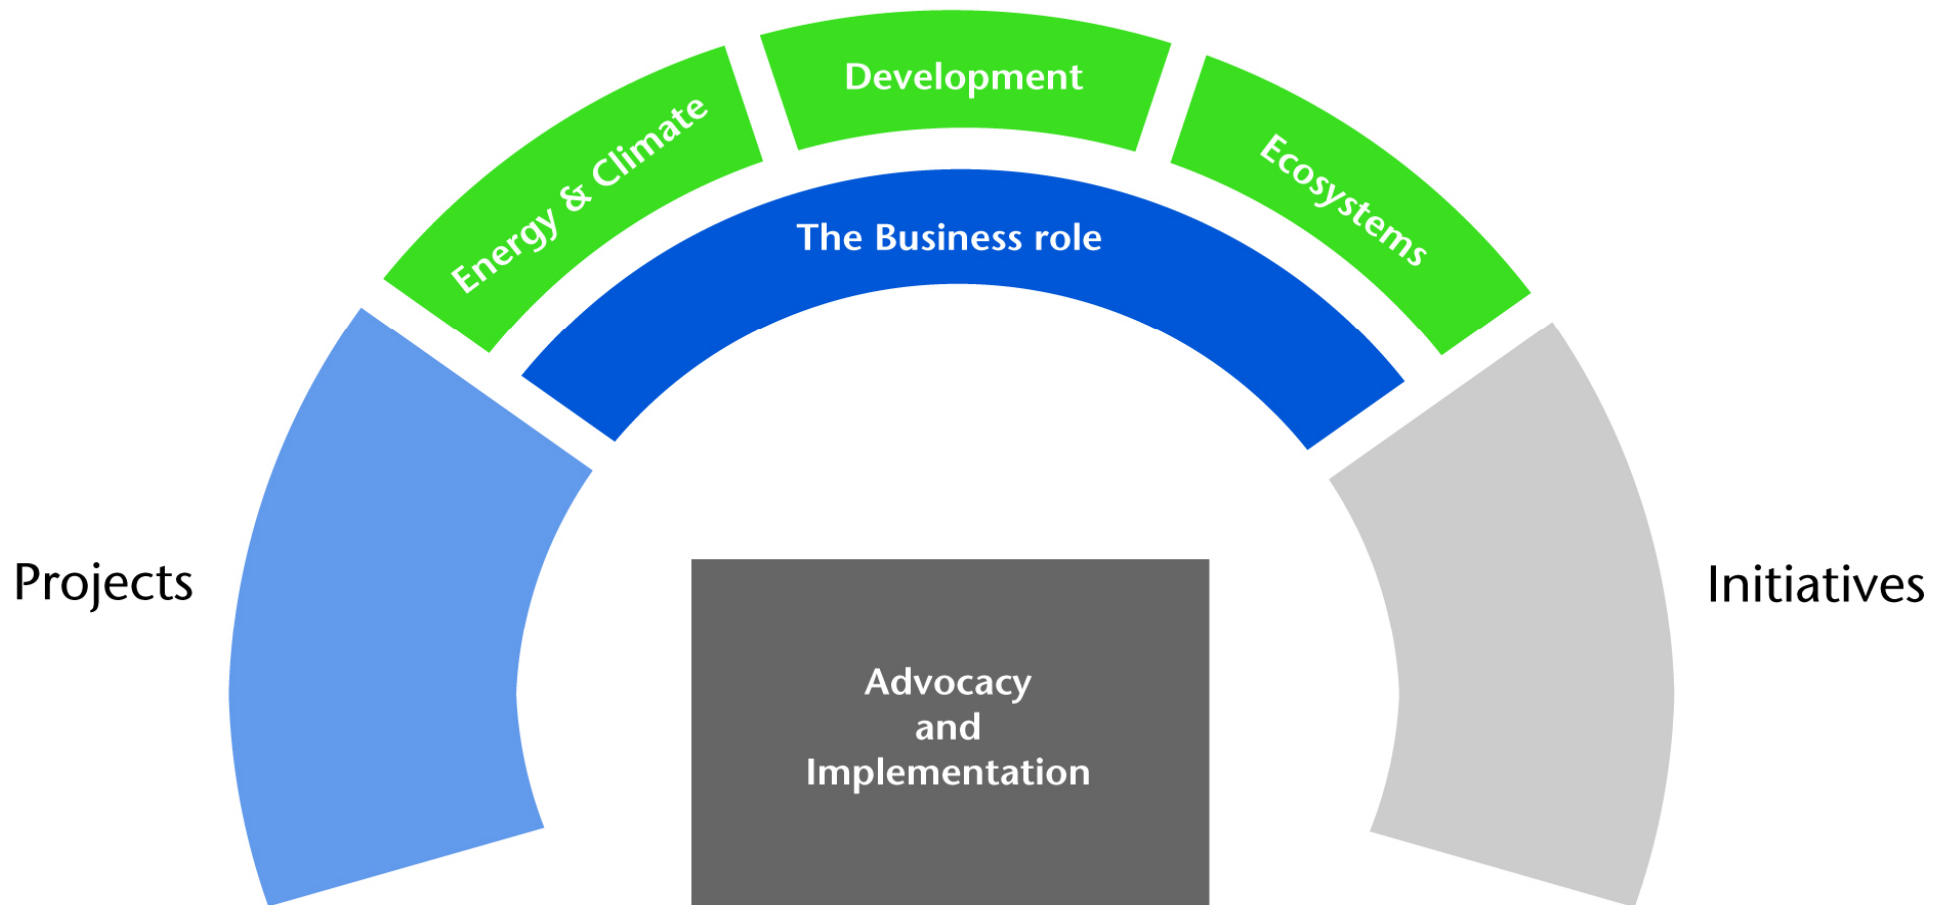 Development
Energy & Climate
Ecosystems
The Business role
Projects
Initiatives
Advocacy
and
Implementation